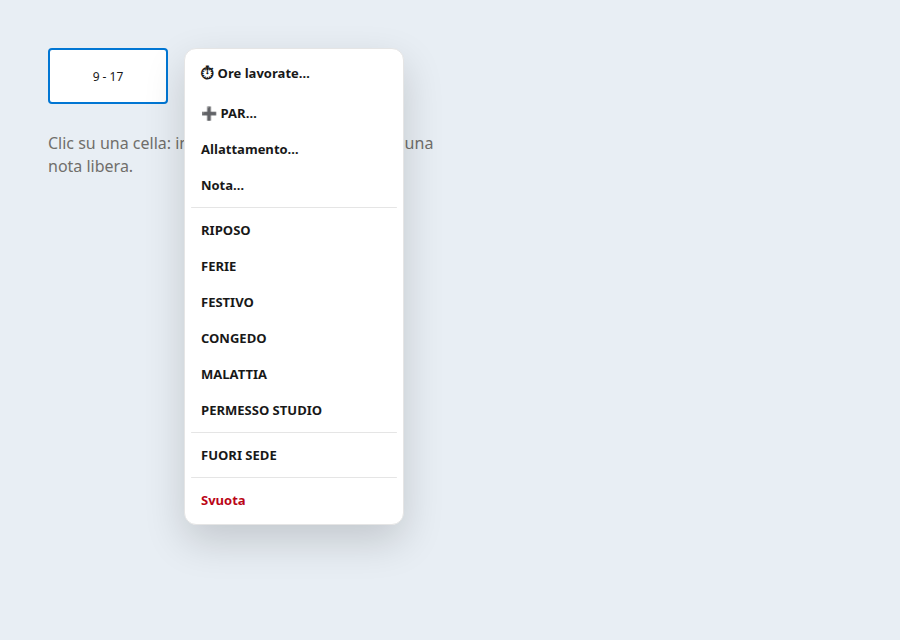 9 - 17
⏱ Ore lavorate...
➕ PAR...
Clic su una cella: una
nota libera.
Allattamento...
Nota...
RIPOSO
FERIE
FESTIVO
CONGEDO
MALATTIA
PERMESSO STUDIO
FUORI SEDE
Svuota